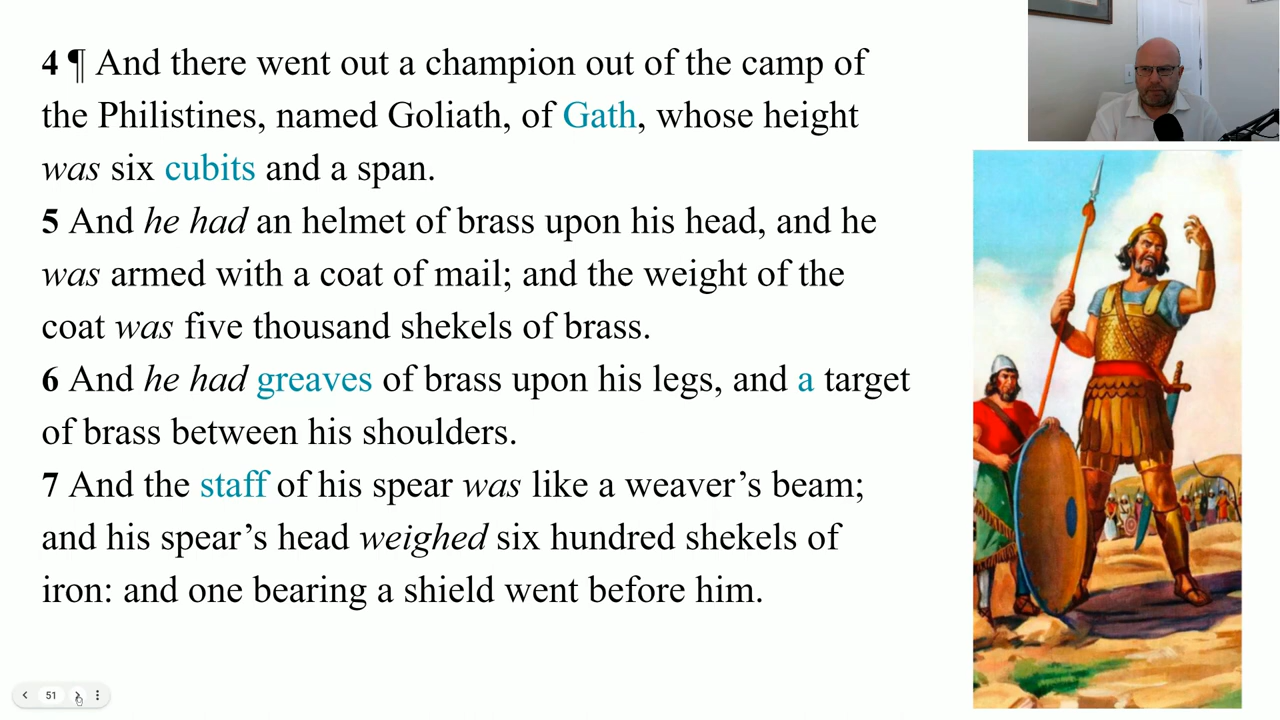 4 ¶ And there went out a champion out of the camp of
the Philistines, named Goliath, of Gath, whose height
was six cubits and a span.
5 And he had an helmet of brass upon his head, and he
was armed with a coat of mail; and the weight of the
coat was five thousand shekels of brass.
6 And he had greaves of brass upon his legs, and a target
of brass between his shoulders.
7 And the staff of his spear was like a weaver’s beam;
and his spear’s head weighed six hundred shekels of
iron: and one bearing a shield went before him.
51